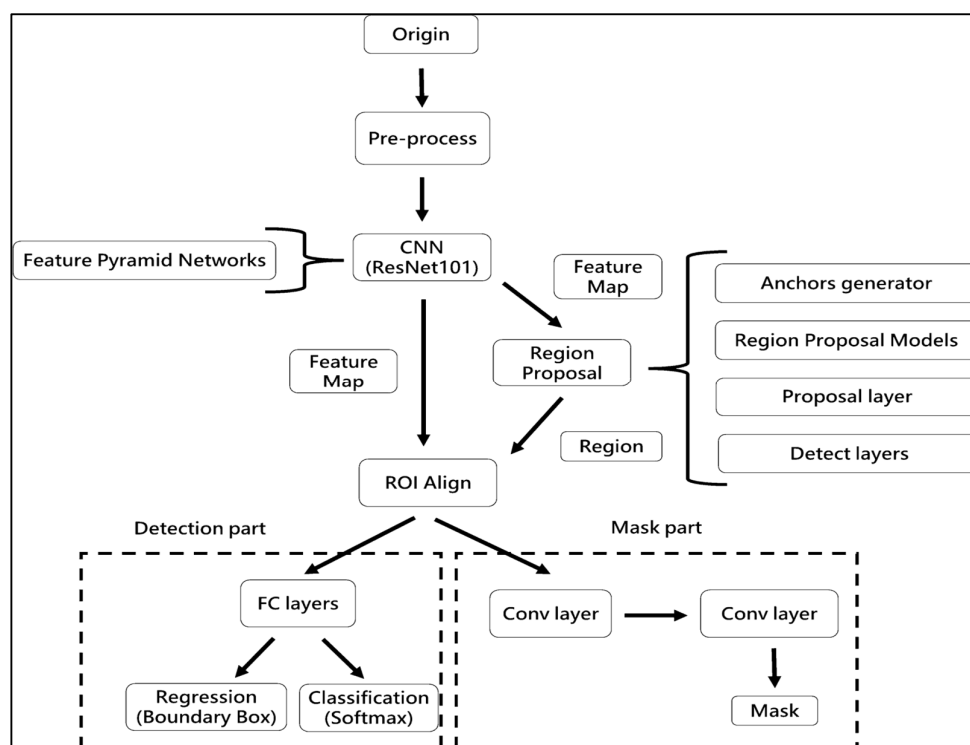 Origin
Pre-process
CNN
(ResNet101)
Feature Pyramid Networks
Feature
Map
Anchors generator
Region Proposal Models
Proposal layer
Detect layers
Region
Proposal
Feature
Map
Region
ROI Align
Detection part
Mask part
FC layers
Conv layer
Conv layer
Regression
(Boundary Box)
Classification
(Softmax)
Mask